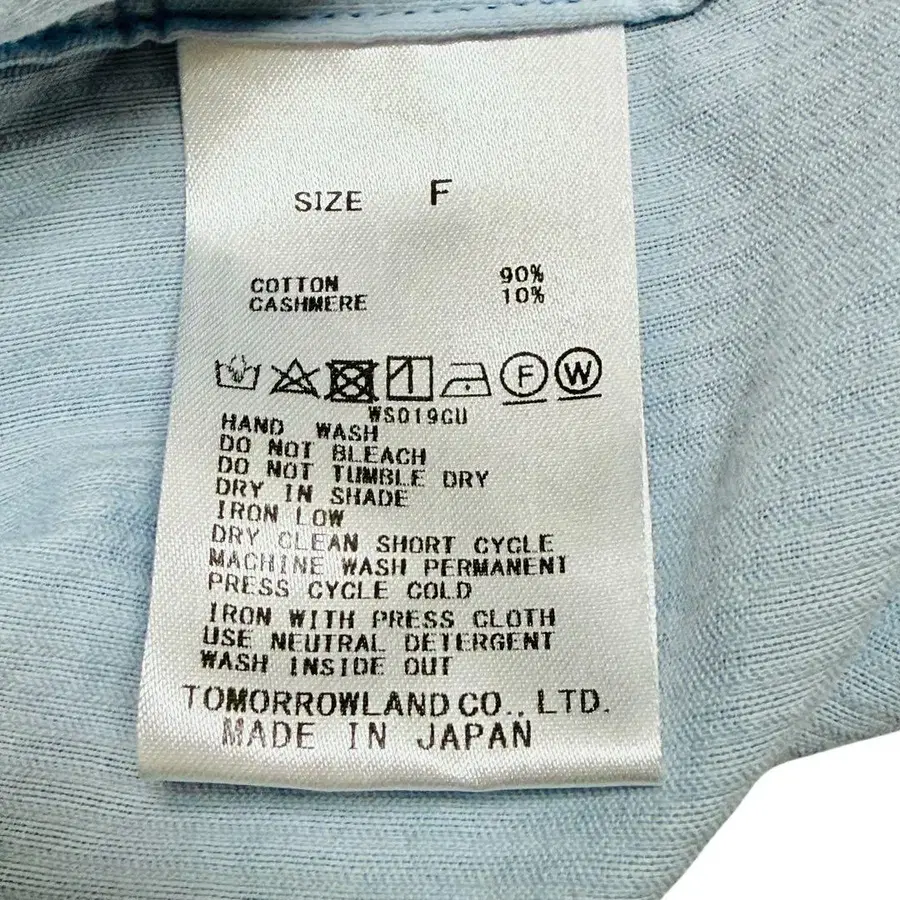 SIZE F
COTTON 90%
CASHMERE 10%
F W
WS019CU
HAND WASH
DO NOT BLEACH
DO NOT TUMBLE DRY
DRY IN SHADE
IRON LOW
DRY CLEAN SHORT CYCLE
MACHINE WASH PERMANENT
PRESS CYCLE COLD
IRON WITH PRESS CLOTH
USE NEUTRAL DETERGENT
WASH INSIDE OUT
TOMORROWLAND CO., LTD.
MADE IN JAPAN